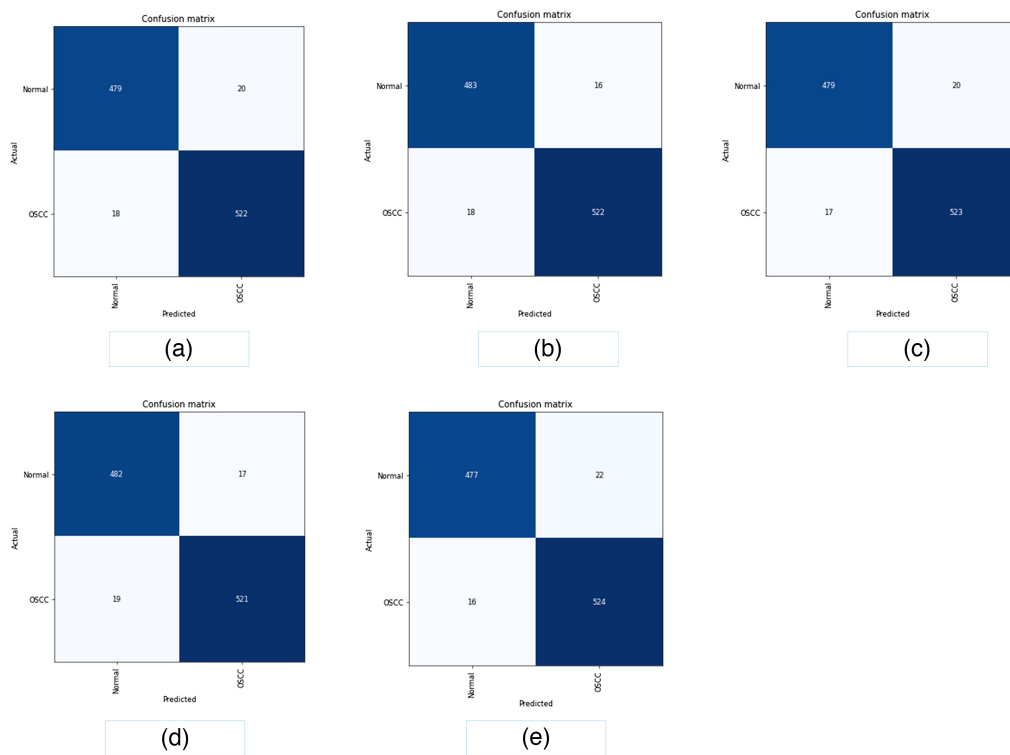 Confusion matrix
Normal
479
20
Actual
OSCC
18
522
Normal
OSCC
Predicted
(a)
Confusion matrix
Normal
483
16
Actual
OSCC
18
522
Normal
OSCC
Predicted
(b)
Confusion matrix
Normal
479
20
Actual
OSCC
17
523
Normal
OSCC
Predicted
(c)
Confusion matrix
Normal
482
17
Actual
OSCC
19
521
Normal
OSCC
Predicted
(d)
Confusion matrix
Normal
477
22
Actual
OSCC
16
524
Normal
OSCC
Predicted
(e)